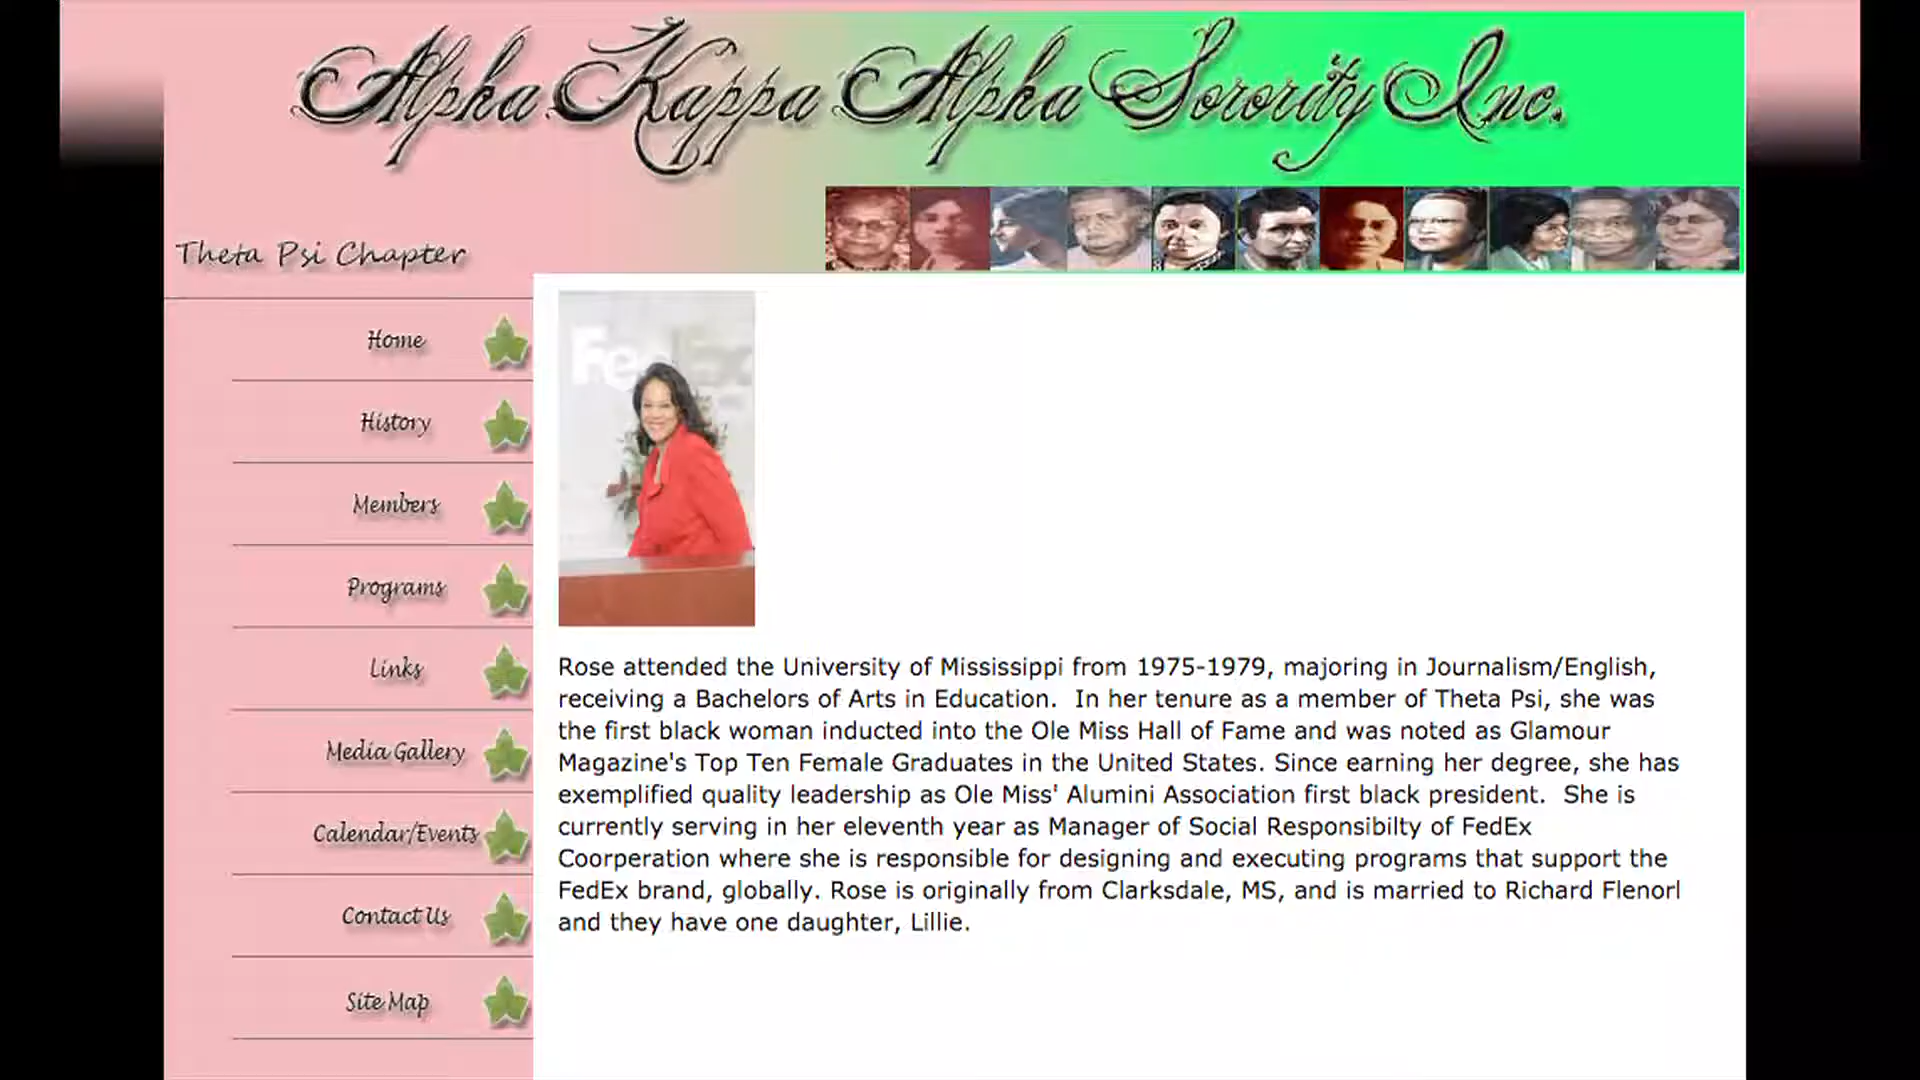 Alpha Kappa Alpha Sorority Inc.
Theta Psi Chapter
Home
History
Members
Programs
Links
Media Gallery
Calendar/Events
Contact Us
Site Map
FedEx
Rose attended the University of Mississippi from 1975-1979, majoring in Journalism/English,
receiving a Bachelors of Arts in Education.  In her tenure as a member of Theta Psi, she was
the first black woman inducted into the Ole Miss Hall of Fame and was noted as Glamour
Magazine's Top Ten Female Graduates in the United States. Since earning her degree, she has
exemplified quality leadership as Ole Miss' Alumini Association first black president.  She is
currently serving in her eleventh year as Manager of Social Responsibilty of FedEx
Coorperation where she is responsible for designing and executing programs that support the
FedEx brand, globally. Rose is originally from Clarksdale, MS, and is married to Richard Flenorl
and they have one daughter, Lillie.